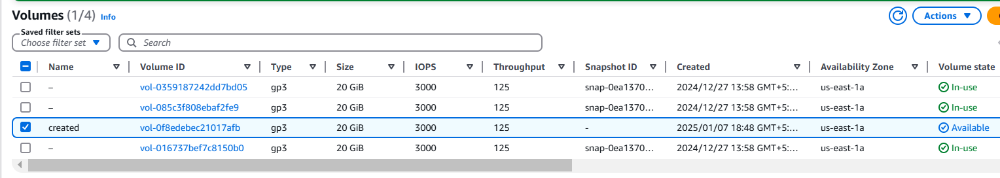 Volumes (1/4) Info
Actions
Saved filter sets
Choose filter set Search
Name Volume ID Type Size IOPS Throughput Snapshot ID Created Availability Zone Volume state
– vol-0359187242dd7bd05 gp3 20 GiB 3000 125 snap-0ea1370... 2024/12/27 13:58 GMT+5:... us-east-1a In-use
– vol-085c3f808ebaf2fe9 gp3 20 GiB 3000 125 snap-0ea1370... 2024/12/27 13:58 GMT+5:... us-east-1a In-use
created vol-0f8edebec21017afb gp3 20 GiB 3000 125 - 2025/01/07 18:48 GMT+5:... us-east-1a Available
– vol-016737bef7c8150b0 gp3 20 GiB 3000 125 snap-0ea1370... 2024/12/27 13:58 GMT+5:... us-east-1a In-use